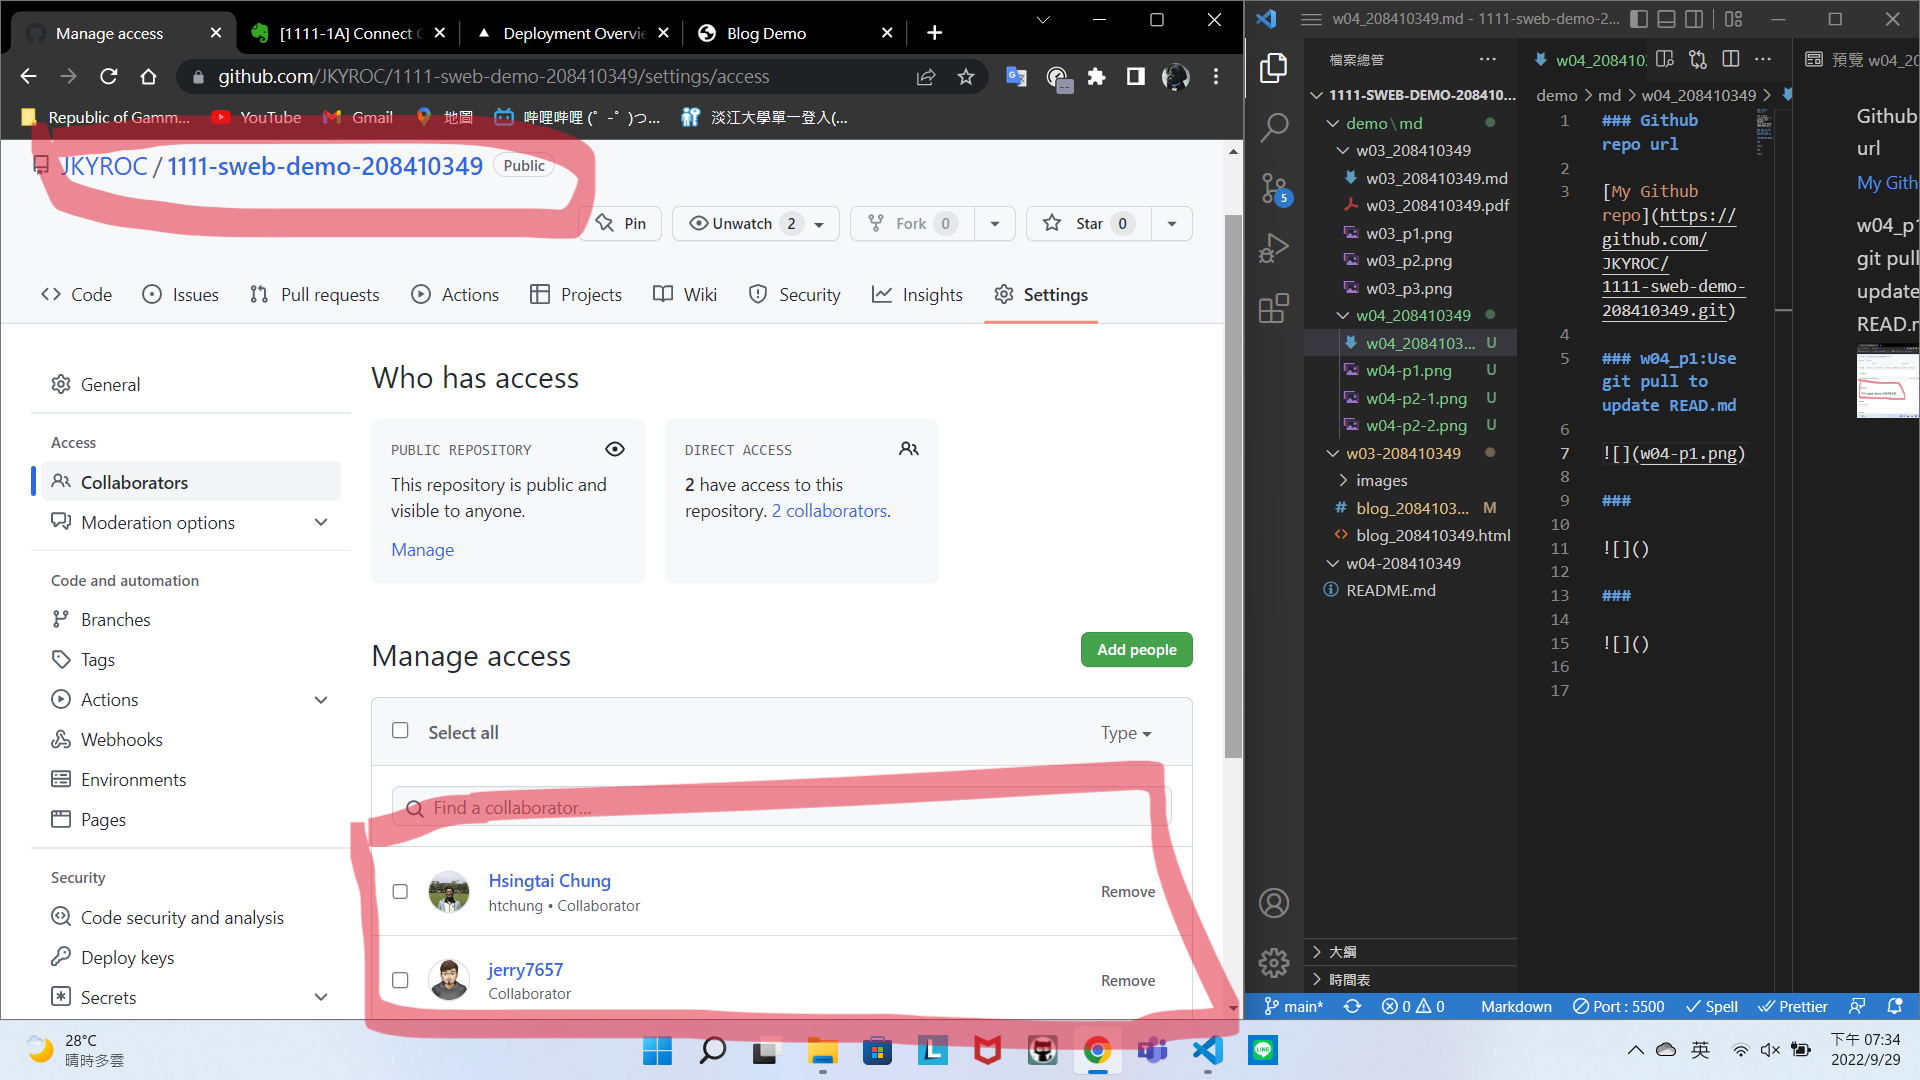 Manage access
[1111-1A] Connect
Deployment Overvie
Blog Demo
github.com/JKYROC/1111-sweb-demo-208410349/settings/access
Republic of Gamm...
YouTube
Gmail
地圖
嗶哩嗶哩 (゜-゜)つ...
淡江大學單一登入(...
JKYROC / 1111-sweb-demo-208410349
Public
Pin
Unwatch 2
Fork 0
Star 0
Code
Issues
Pull requests
Actions
Projects
Wiki
Security
Insights
Settings
General
Access
Collaborators
Moderation options
Code and automation
Branches
Tags
Actions
Webhooks
Environments
Pages
Security
Code security and analysis
Deploy keys
Secrets
Who has access
PUBLIC REPOSITORY
This repository is public and
visible to anyone.
Manage
DIRECT ACCESS
2 have access to this
repository. 2 collaborators.
Manage access
Add people
Select all
Type
Find a collaborator...
Hsingtai Chung
htchung • Collaborator
Remove
jerry7657
Collaborator
Remove
w04_208410349.md - 1111-sweb-demo-2...
檔案總管
1111-SWEB-DEMO-208410...
demo \ md
w03_208410349
w03_208410349.md
w03_208410349.pdf
w03_p1.png
w03_p2.png
w03_p3.png
w04_208410349
w04_2084103... U
w04-p1.png U
w04-p2-1.png U
w04-p2-2.png U
w03-208410349
images
blog_2084103... M
blog_208410349.html
w04-208410349
README.md
大綱
時間表
w04_20841034
預覽 w04_20
demo > md > w04_208410349 >
1 ### Github
repo url
2
3 [My Github
repo](https://
github.com/
JKYROC/
1111-sweb-demo-
208410349.git)
4
5 ### w04_p1:Use
git pull to
update READ.md
6
7 ![](w04-p1.png)
8
9 ###
10
11 ![]()
12
13 ###
14
15 ![]()
16
17
Github
url
My Gith
w04_p1
git pull
update
READ.m
5
main*
0
0
Markdown
Port : 5500
Spell
Prettier
28°C
晴時多雲
英
下午 07:34
2022/9/29